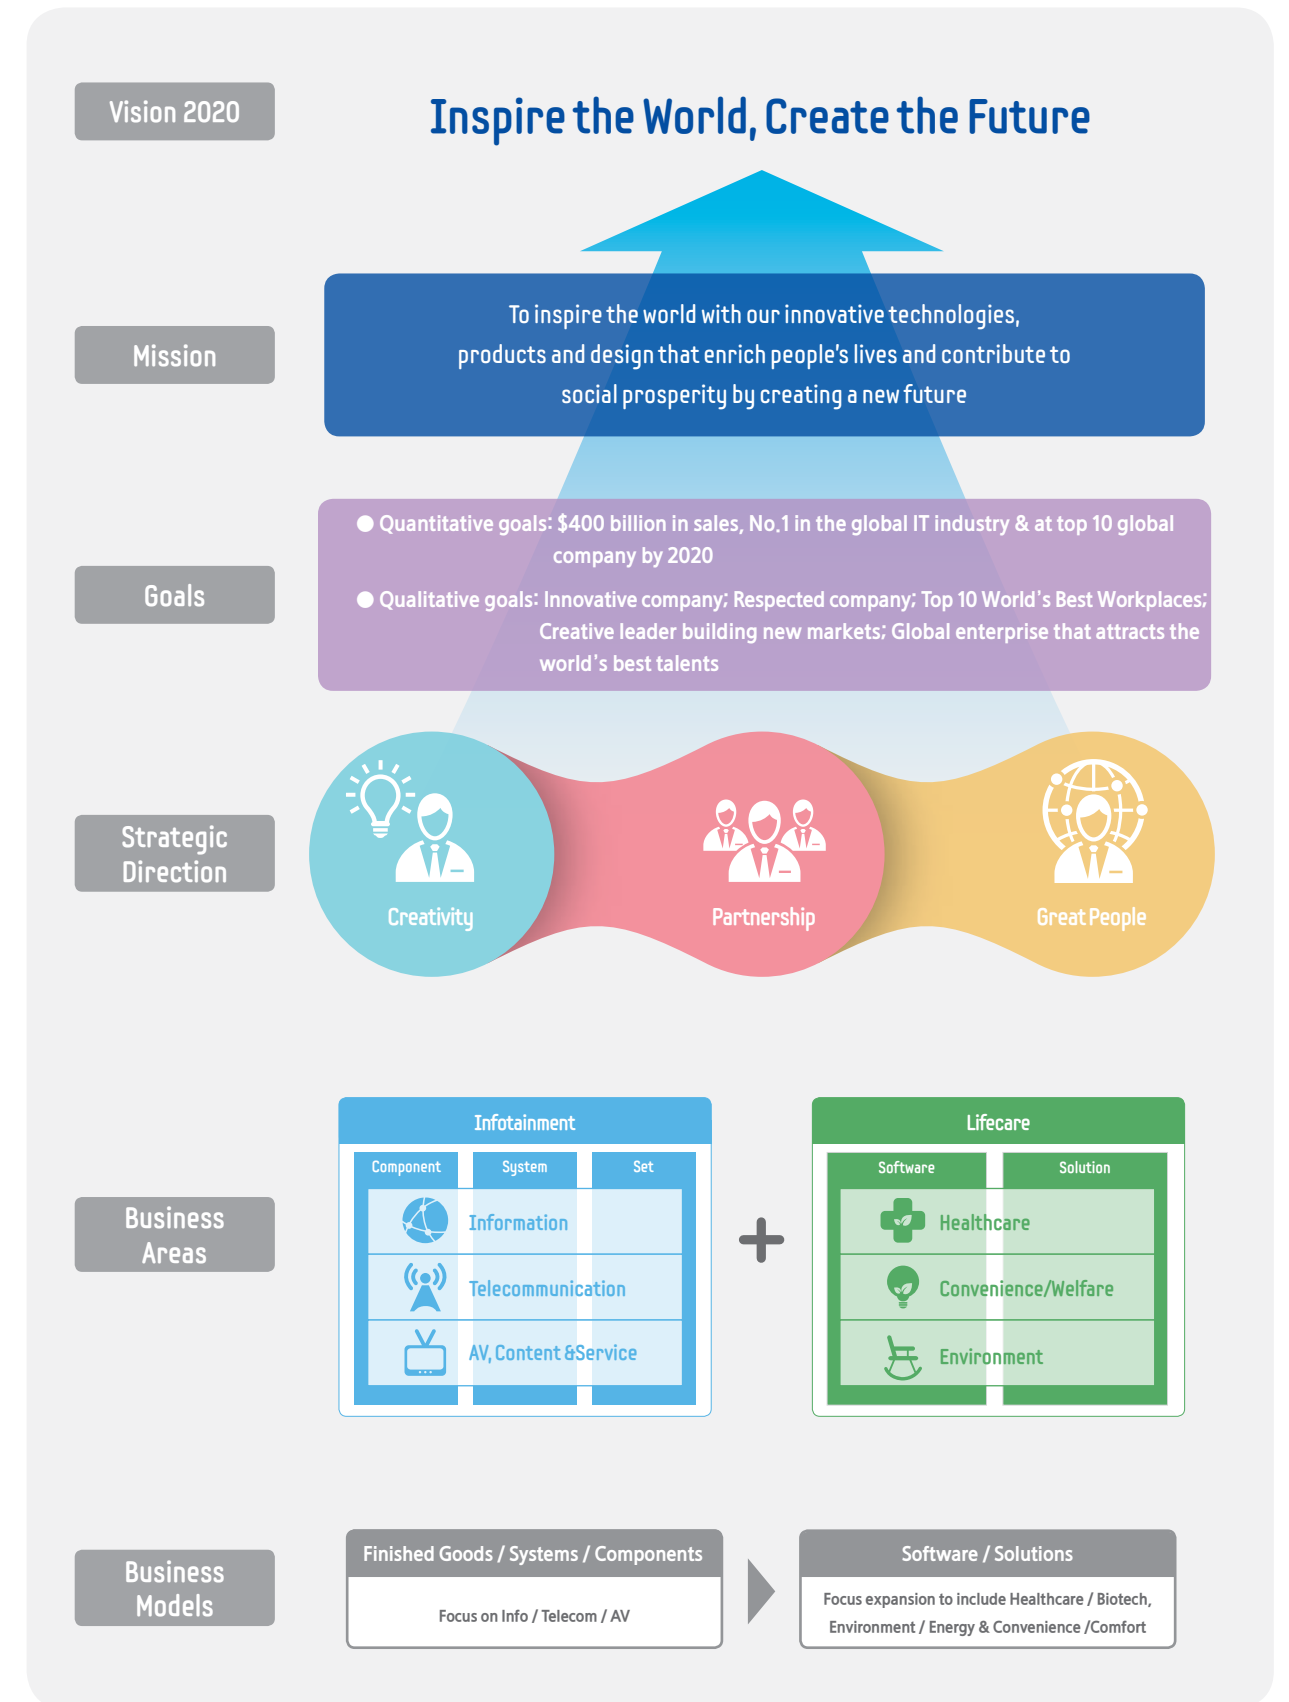 Vision 2020
Inspire the World, Create the Future
Mission
To inspire the world with our innovative technologies,
products and design that enrich people's lives and contribute to
social prosperity by creating a new future
Goals
● Quantitative goals: $400 billion in sales, No.1 in the global IT industry & at top 10 global
company by 2020
● Qualitative goals: Innovative company; Respected company; Top 10 World's Best Workplaces;
Creative leader building new markets; Global enterprise that attracts the
world's best talents
Strategic
Direction
Creativity
Partnership
Great People
Business
Areas
Infotainment
Component
System
Set
Information
Telecommunication
AV, Content &Service
Lifecare
Software
Solution
Healthcare
Convenience/Welfare
Environment
Business
Models
Finished Goods / Systems / Components
Focus on Info / Telecom / AV
Software / Solutions
Focus expansion to include Healthcare / Biotech,
Environment / Energy & Convenience /Comfort